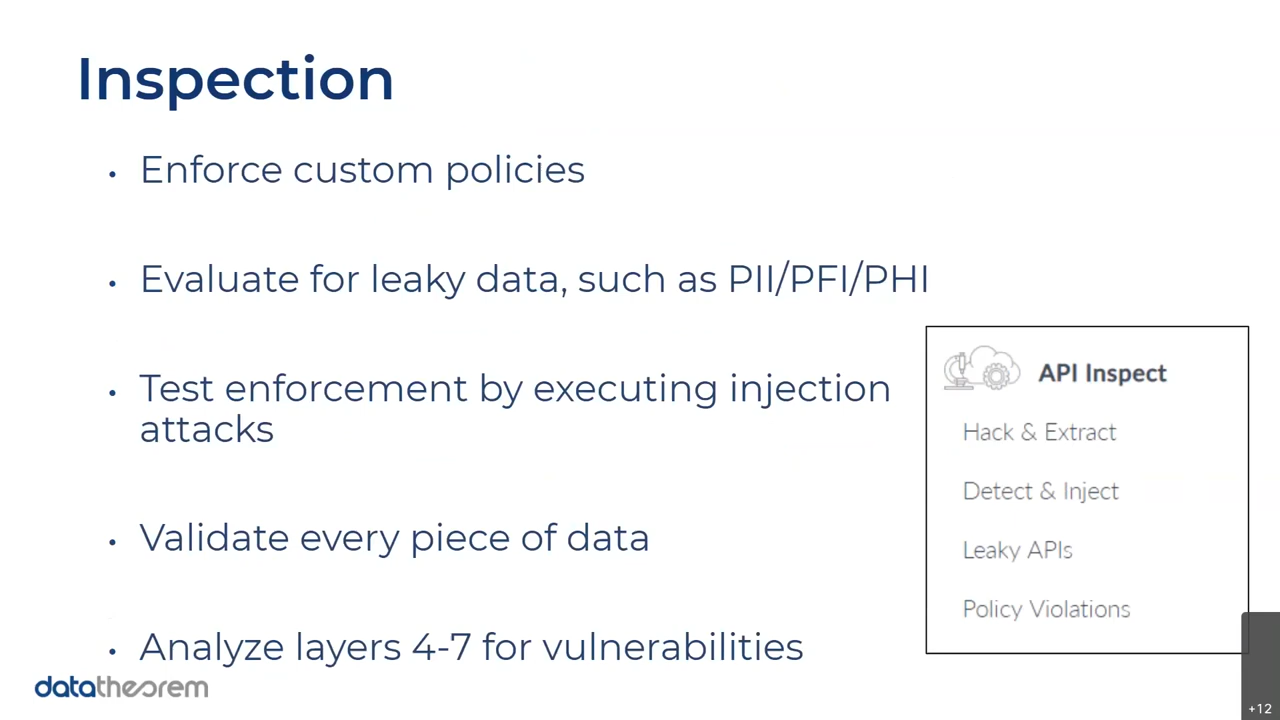 Inspection
• Enforce custom policies
• Evaluate for leaky data, such as PII/PFI/PHI
• Test enforcement by executing injection
attacks
• Validate every piece of data
• Analyze layers 4-7 for vulnerabilities
API Inspect
Hack & Extract
Detect & Inject
Leaky APIs
Policy Violations
datatheorem
+12